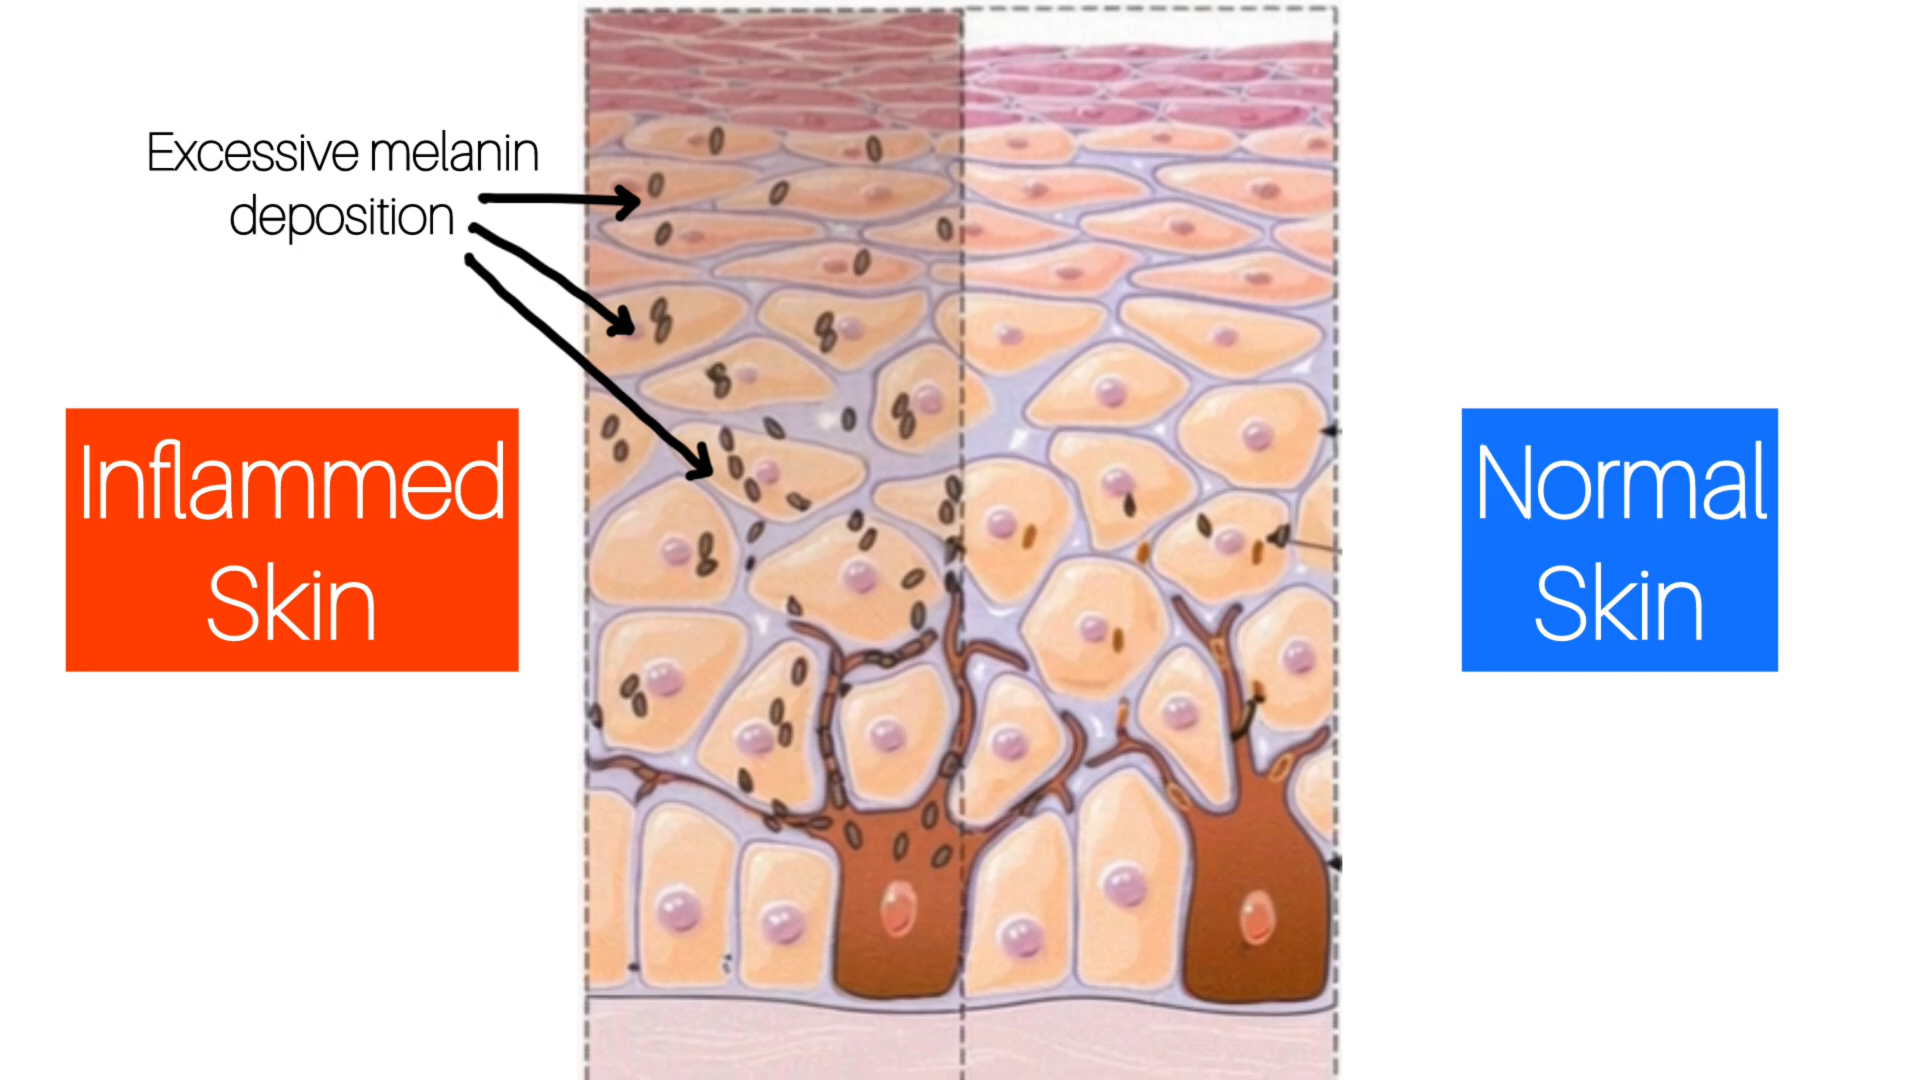 Excessive melanin
deposition
Inflammed
Skin
Normal
Skin